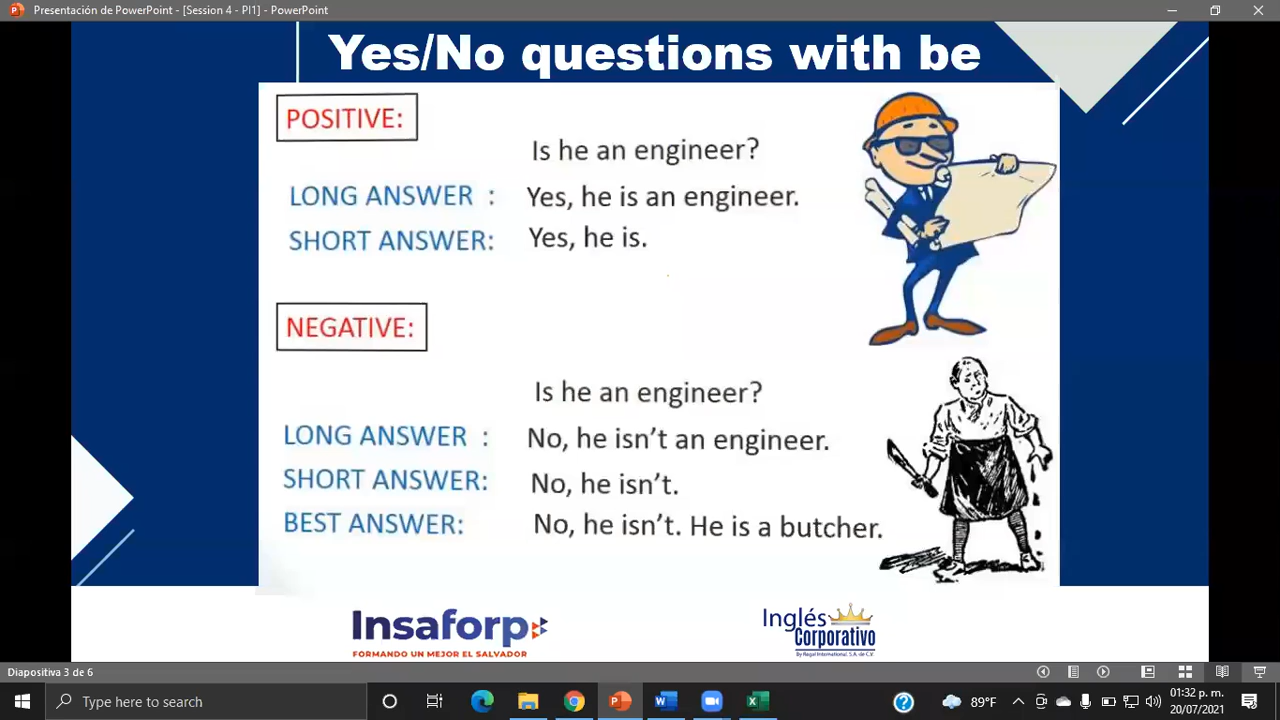 Presentación de PowerPoint - [Session 4 - PI1] - PowerPoint
Yes/No questions with be
POSITIVE:
Is he an engineer?
LONG ANSWER : Yes, he is an engineer.
SHORT ANSWER: Yes, he is.
NEGATIVE:
Is he an engineer?
LONG ANSWER : No, he isn't an engineer.
SHORT ANSWER: No, he isn't.
BEST ANSWER: No, he isn't. He is a butcher.
Insaforp
FORMANDO UN MEJOR EL SALVADOR
Inglés
Corporativo
By Regal International, S.A. de C.V.
Diapositiva 3 de 6
Type here to search
89°F
01:32 p. m.
20/07/2021